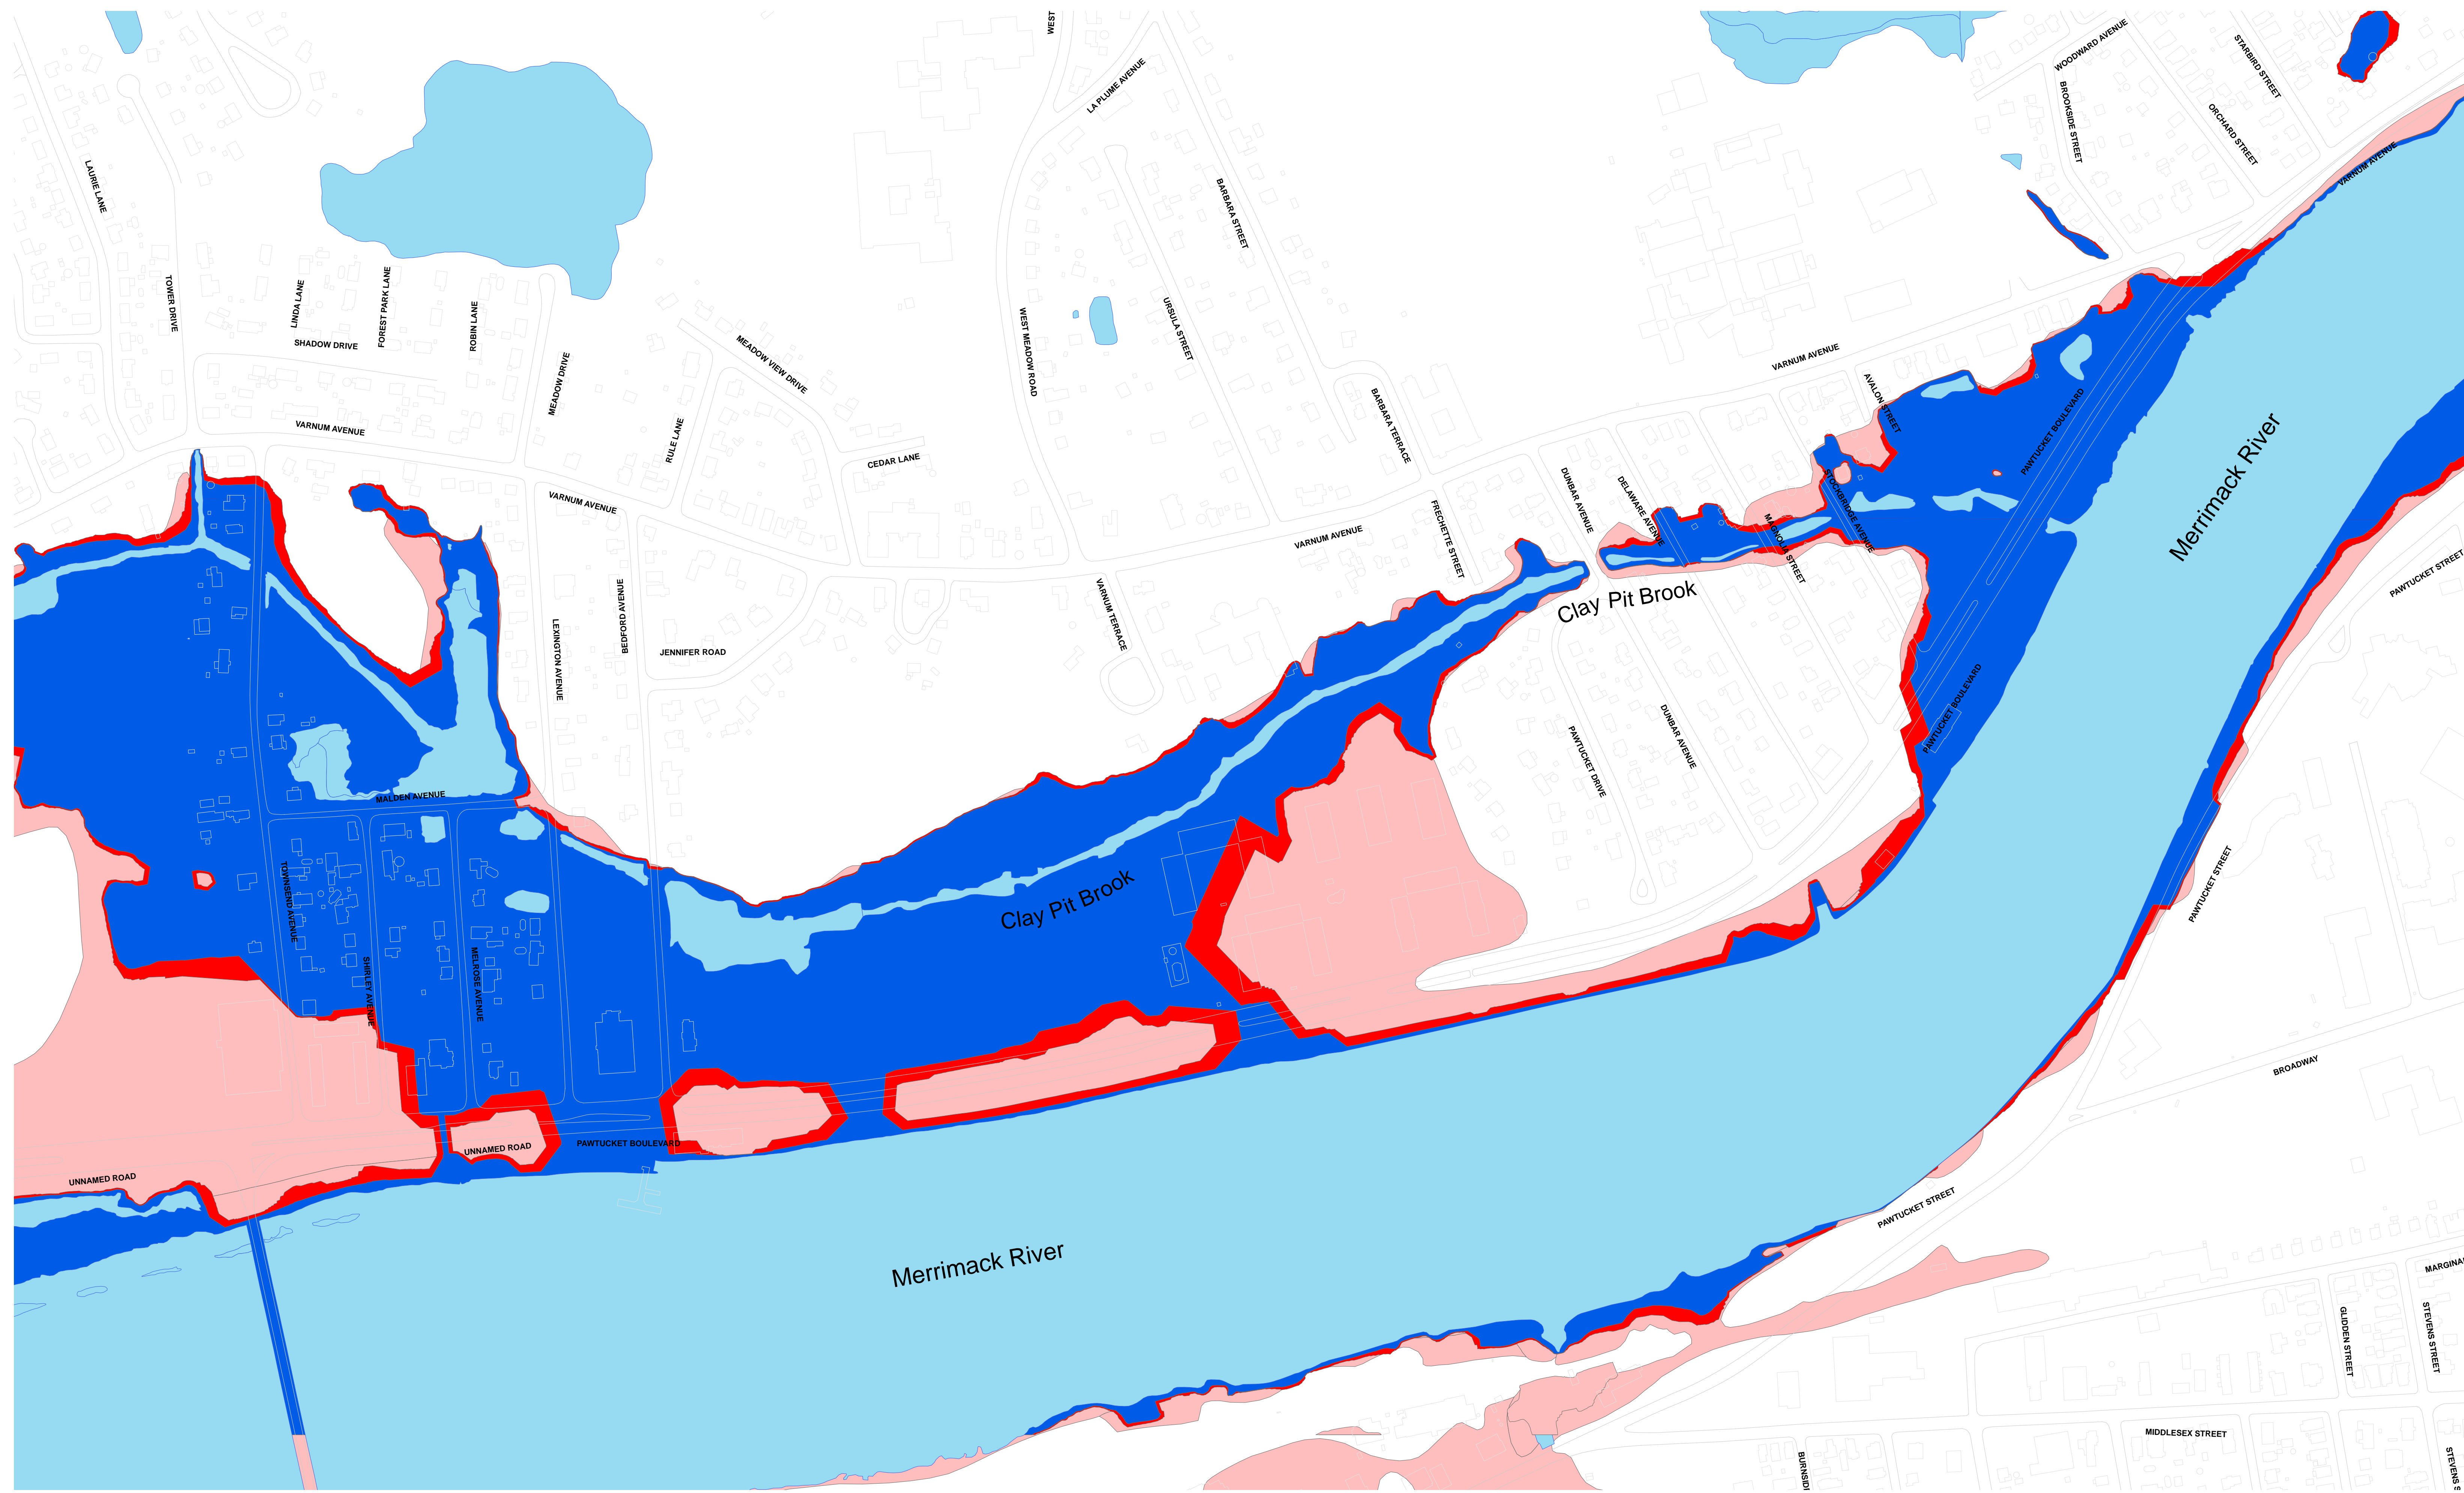 WEST
LA PLUME AVENUE
WOODWARD AVENUE
STARBIRD STREET
BROOKSIDE STREET
ORCHARD STREET
VARNUM AVENUE
LAURIE LANE
BARBARA STREET
TOWER DRIVE
LINDA LANE
FOREST PARK LANE
ROBIN LANE
SHADOW DRIVE
MEADOW DRIVE
MEADOW VIEW DRIVE
WEST MEADOW ROAD
URSULA STREET
VARNUM AVENUE
AVALON STREET
BARBARA TERRACE
PAWTUCKET BOULEVARD
Merrimack River
VARNUM AVENUE
RULE LANE
CEDAR LANE
VARNUM AVENUE
DUNBAR AVENUE
DELAWARE AVENUE
STOCKBRIDGE AVENUE
MAGNOLIA STREET
FRECHETTE STREET
VARNUM AVENUE
PAWTUCKET STREET
Clay Pit Brook
LEXINGTON AVENUE
BEDFORD AVENUE
JENNIFER ROAD
VARNUM TERRACE
PAWTUCKET DRIVE
DUNBAR AVENUE
PAWTUCKET BOULEVARD
MALDEN AVENUE
Clay Pit Brook
TOWNSEND AVENUE
SHIRLEY AVENUE
MELROSE AVENUE
PAWTUCKET STREET
BROADWAY
UNNAMED ROAD
PAWTUCKET BOULEVARD
UNNAMED ROAD
PAWTUCKET STREET
Merrimack River
MARGINA
GLIDDEN STREET
STEVENS STREET
MIDDLESEX STREET
BURNSID
STEVENS S